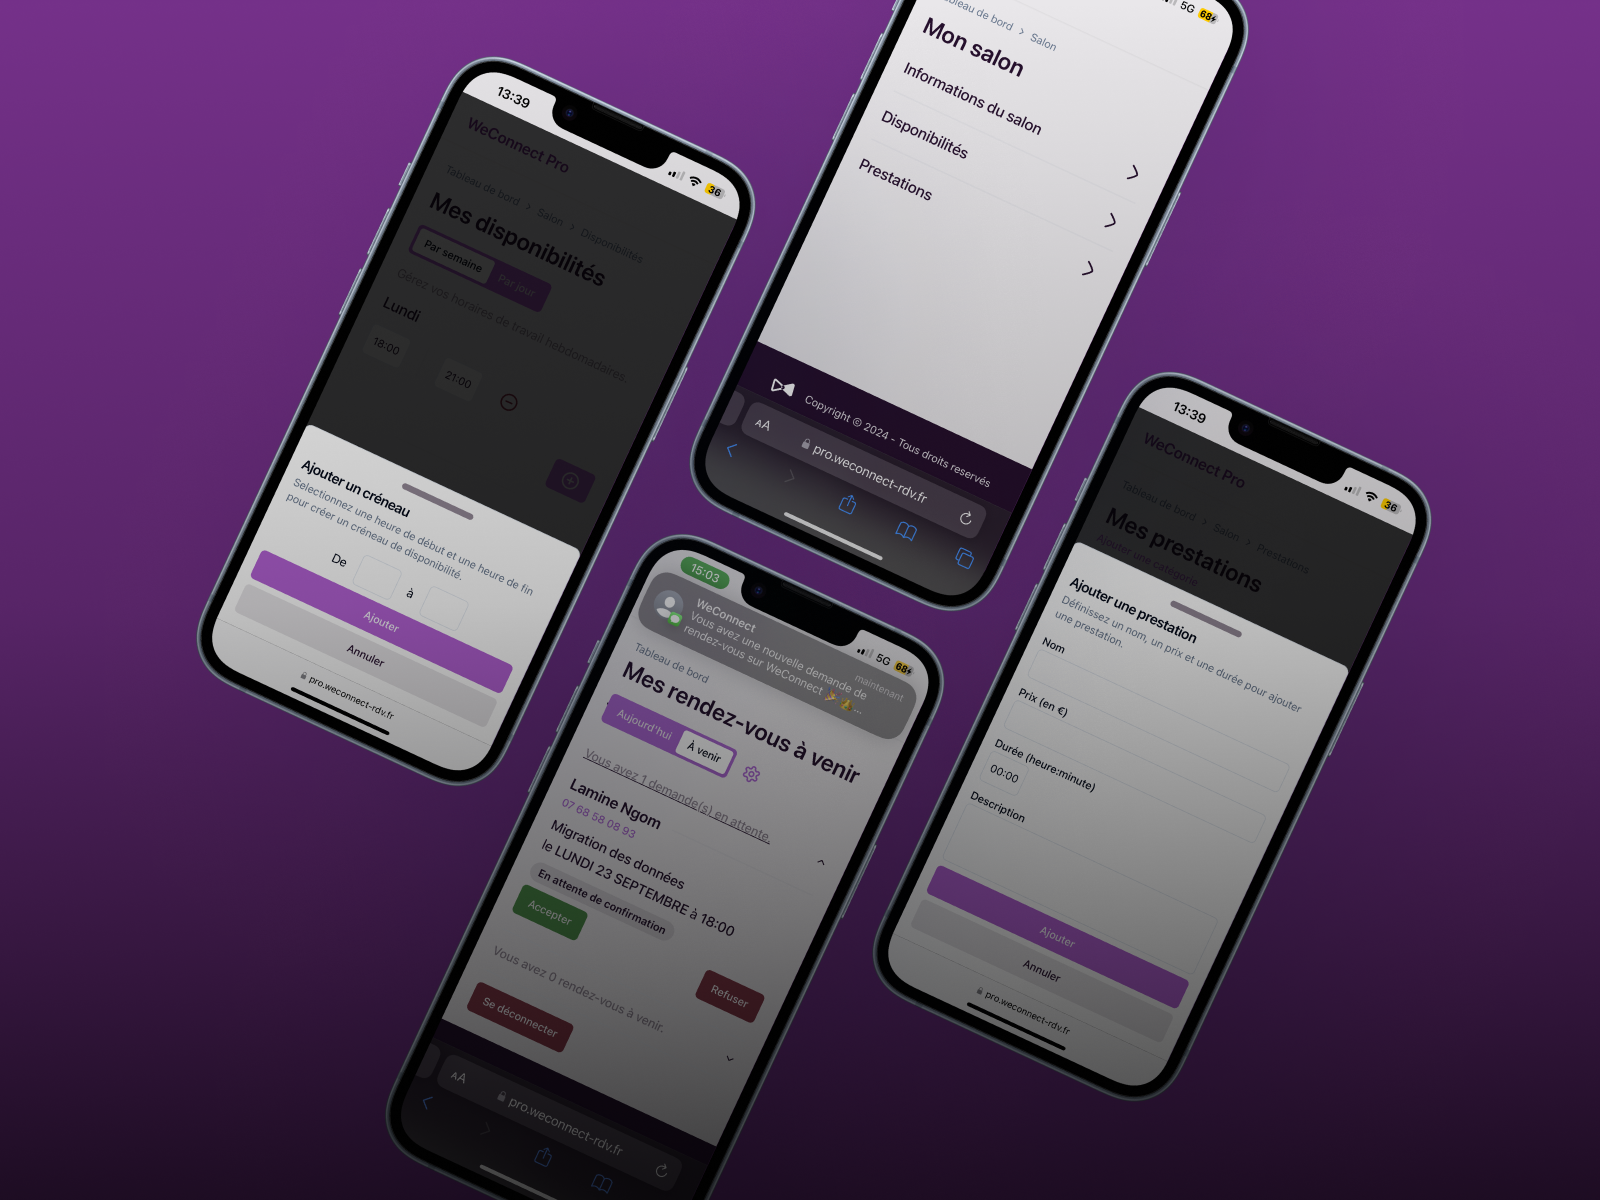 13:39
36
WeConnect Pro
Tableau de bord > Salon > Disponibilités
Mes disponibilités
Par semaine
Par jour
Gérez vos horaires de travail hebdomadaires.
Lundi
18:00
21:00
Ajouter un créneau
Selectionnez une heure de début et une heure de fin
pour créer un créneau de disponibilité.
De
à
Ajouter
Annuler
pro.weconnect-rdv.fr
5G
68
Tableau de bord > Salon
Mon salon
Informations du salon
Disponibilités
Prestations
Copyright © 2024 - Tous droits reservés
AA
pro.weconnect-rdv.fr
15:03
5G
68
WeConnect
maintenant
Vous avez une nouvelle demande de
rendez-vous sur WeConnect 🎉 👏...
Tableau de bord
Mes rendez-vous à venir
Aujourd'hui
À venir
Vous avez 1 demande(s) en attente.
Lamine Ngom
07 68 58 08 93
Migration des données
le LUNDI 23 SEPTEMBRE à 18:00
En attente de confirmation
Accepter
Refuser
Vous avez 0 rendez-vous à venir.
Se déconnecter
AA
pro.weconnect-rdv.fr
13:39
36
WeConnect Pro
Tableau de bord > Salon > Prestations
Mes prestations
Ajouter une catégorie
Ajouter une prestation
Définissez un nom, un prix et une durée pour ajouter
une prestation.
Nom
Prix (en €)
Durée (heure:minute)
00:00
Description
Ajouter
Annuler
pro.weconnect-rdv.fr